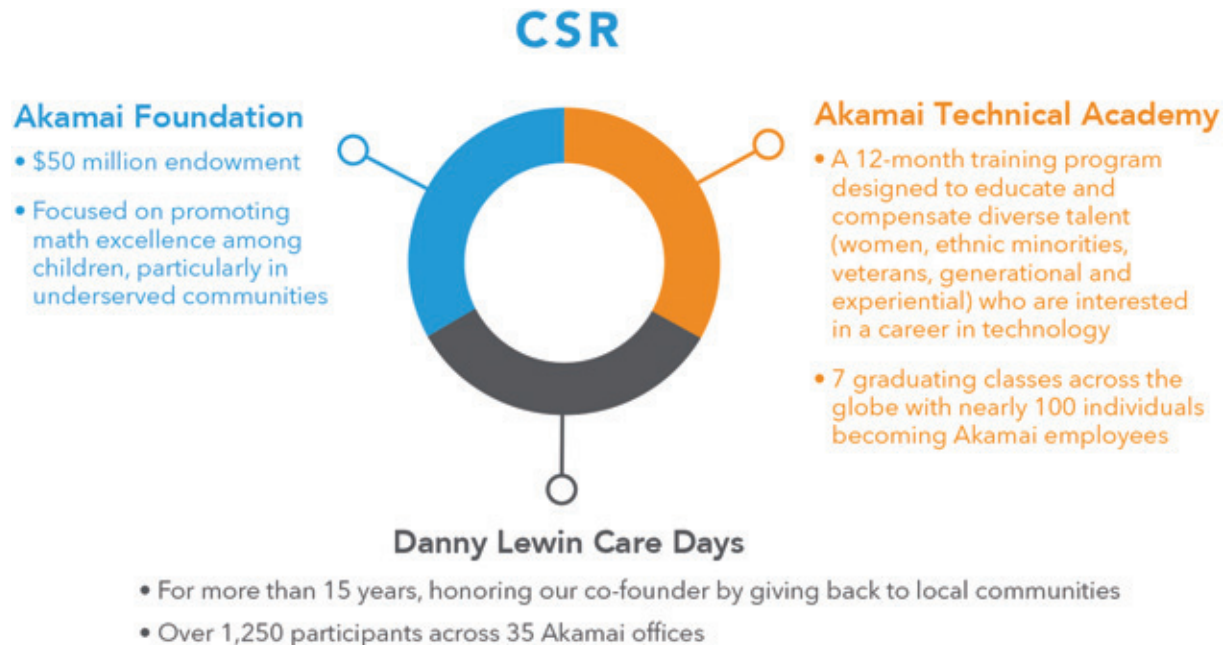 CSR
Akamai Foundation
• $50 million endowment
• Focused on promoting
math excellence among
children, particularly in
underserved communities
Akamai Technical Academy
• A 12-month training program
designed to educate and
compensate diverse talent
(women, ethnic minorities,
veterans, generational and
experiential) who are interested
in a career in technology
• 7 graduating classes across the
globe with nearly 100 individuals
becoming Akamai employees
Danny Lewin Care Days
• For more than 15 years, honoring our co-founder by giving back to local communities
• Over 1,250 participants across 35 Akamai offices